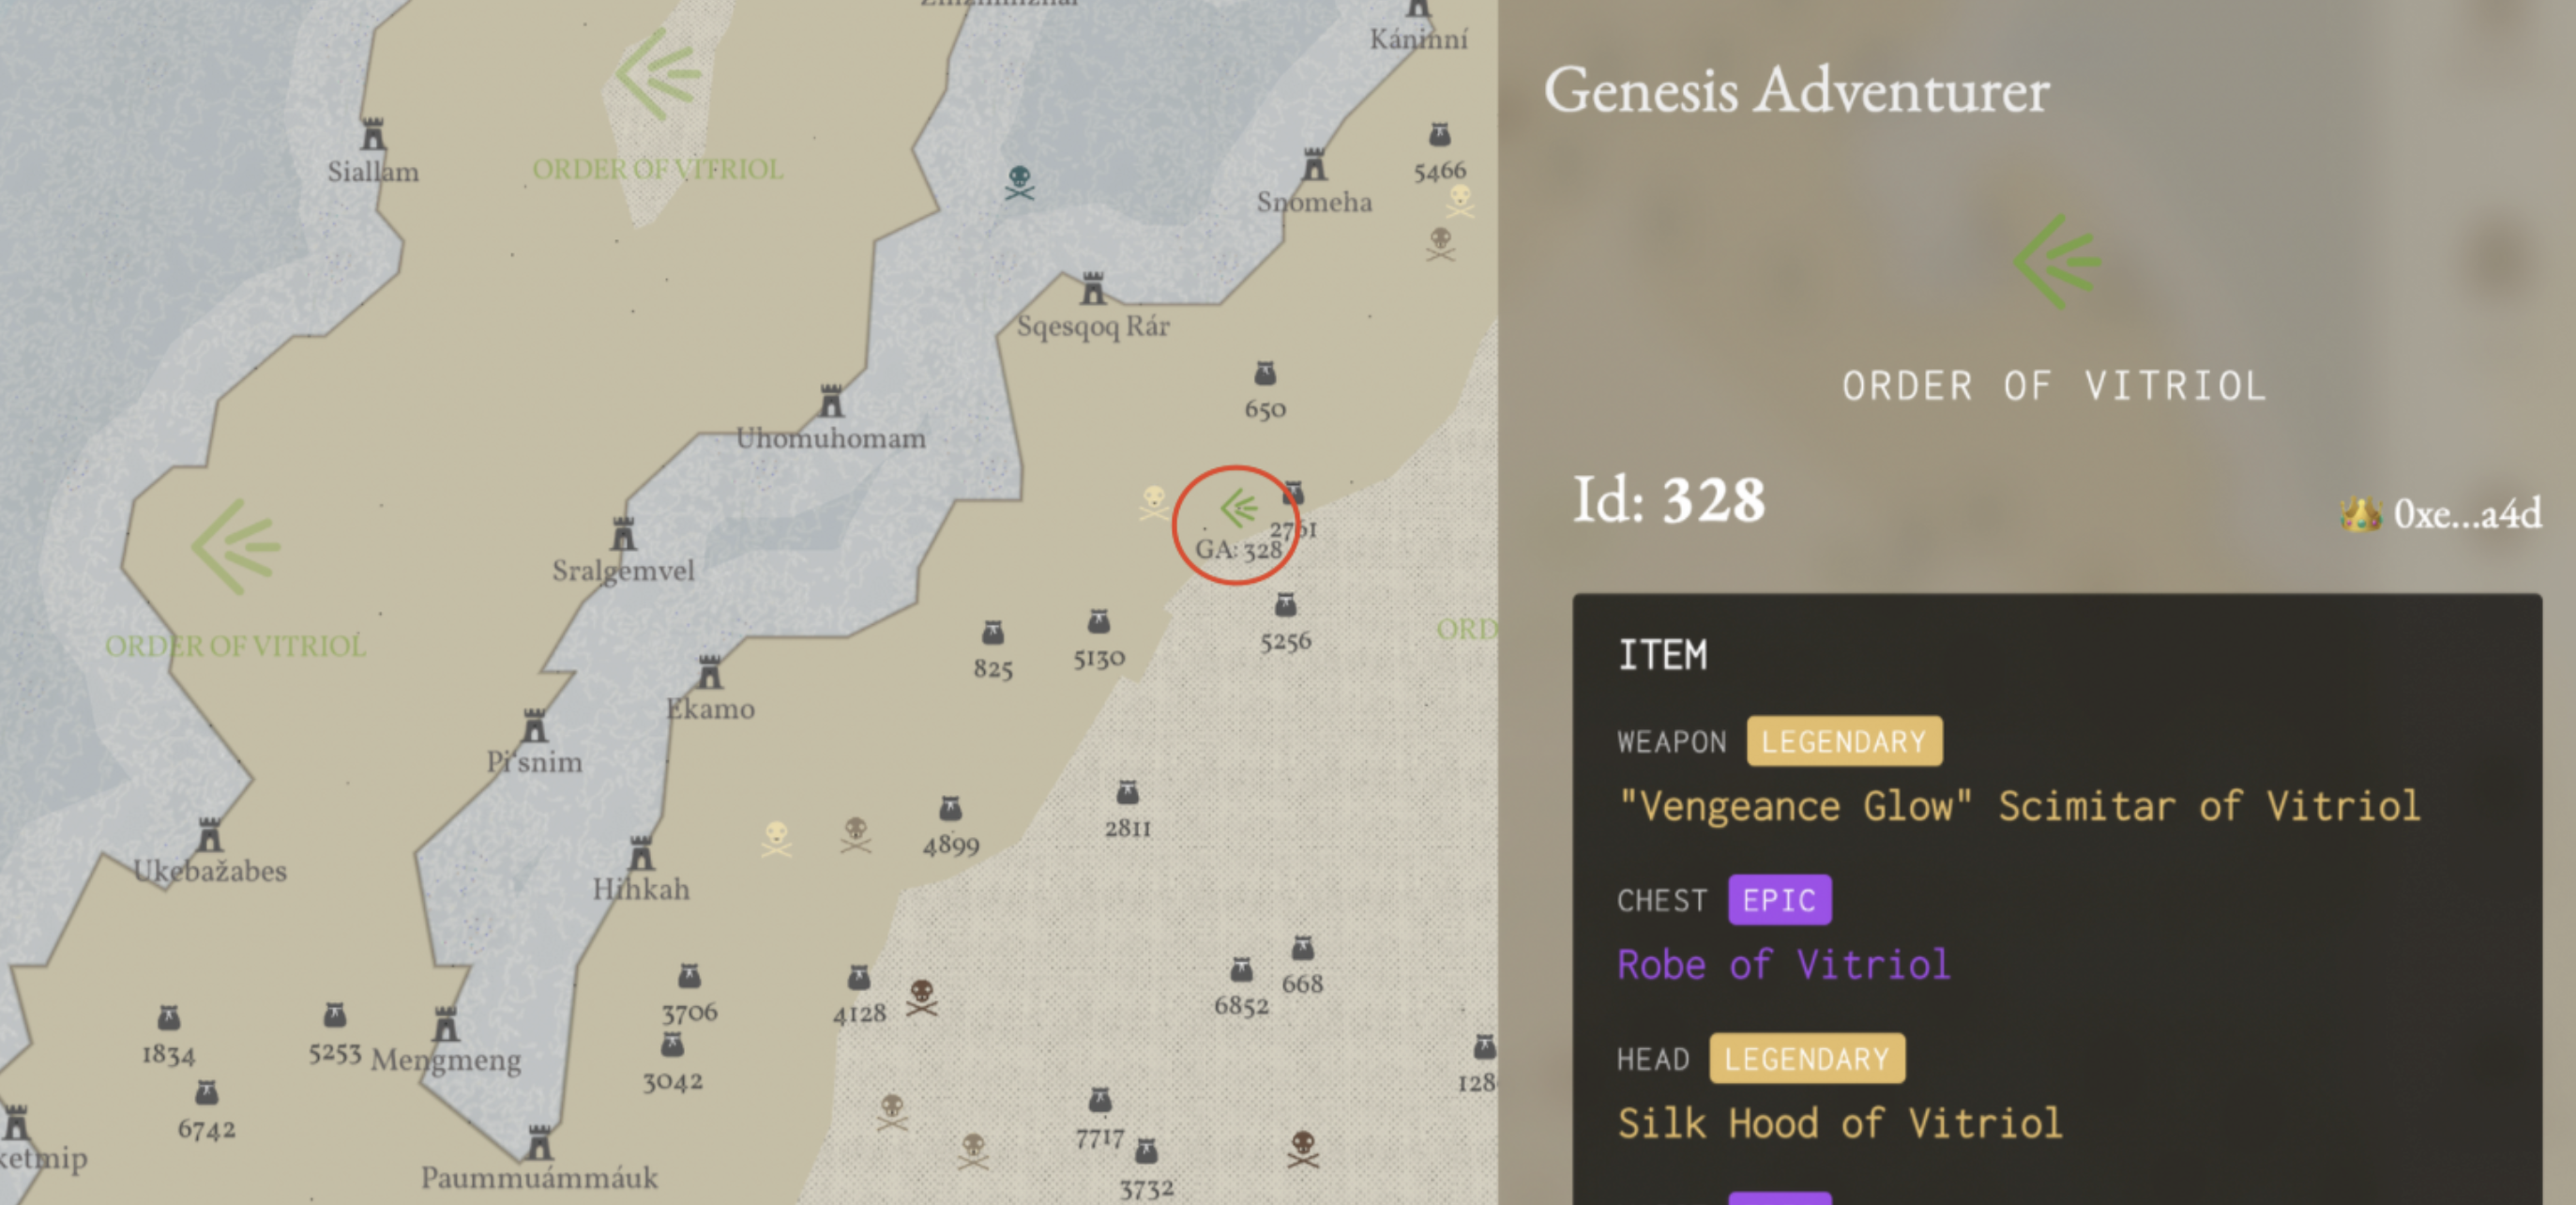 Káninní
Siallam
ORDER OF VITRIOL
5466
Snomeha
Sqesqoq Rár
650
Uhomuhomam
2761
GA: 328
Sralgemvel
ORDER OF VITRIOL
825
5130
5256
ORD
Ekamo
Pi'snim
4899
2811
Ukebažabes
Hihkah
668
6852
3706
4128
1834
5253
Mengmeng
3042
128
6742
7717
ketmip
Paummuámmáuk
3732
Genesis Adventurer
ORDER OF VITRIOL
Id: 328
0xe...a4d
ITEM
WEAPON LEGENDARY
"Vengeance Glow" Scimitar of Vitriol
CHEST EPIC
Robe of Vitriol
HEAD LEGENDARY
Silk Hood of Vitriol